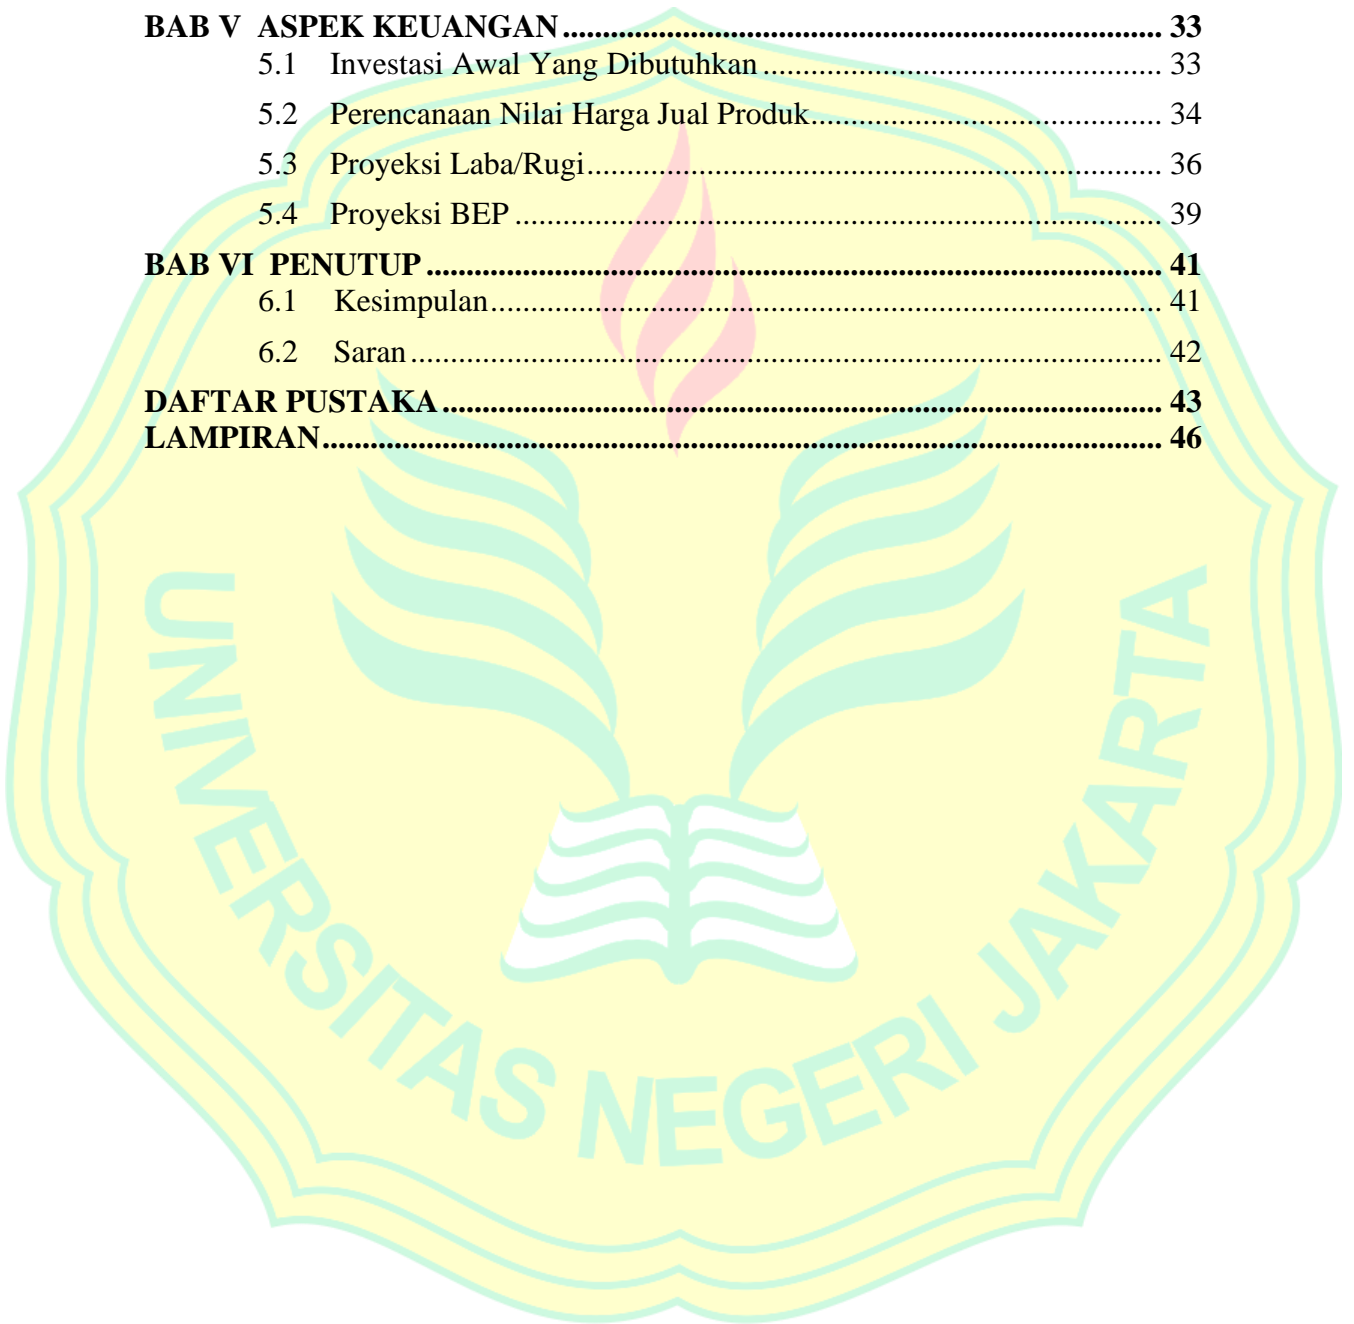 BAB V  ASPEK KEUANGAN.......................................................................... 33
5.1    Investasi Awal Yang Dibutuhkan.................................................. 33
5.2    Perencanaan Nilai Harga Jual Produk............................................ 34
5.3    Proyeksi Laba/Rugi........................................................................ 36
5.4    Proyeksi BEP................................................................................. 39
BAB VI  PENUTUP........................................................................................... 41
6.1    Kesimpulan.................................................................................... 41
6.2    Saran.............................................................................................. 42
DAFTAR PUSTAKA......................................................................................... 43
LAMPIRAN........................................................................................................ 46
UNIVERSITAS NEGERI JAKARTA